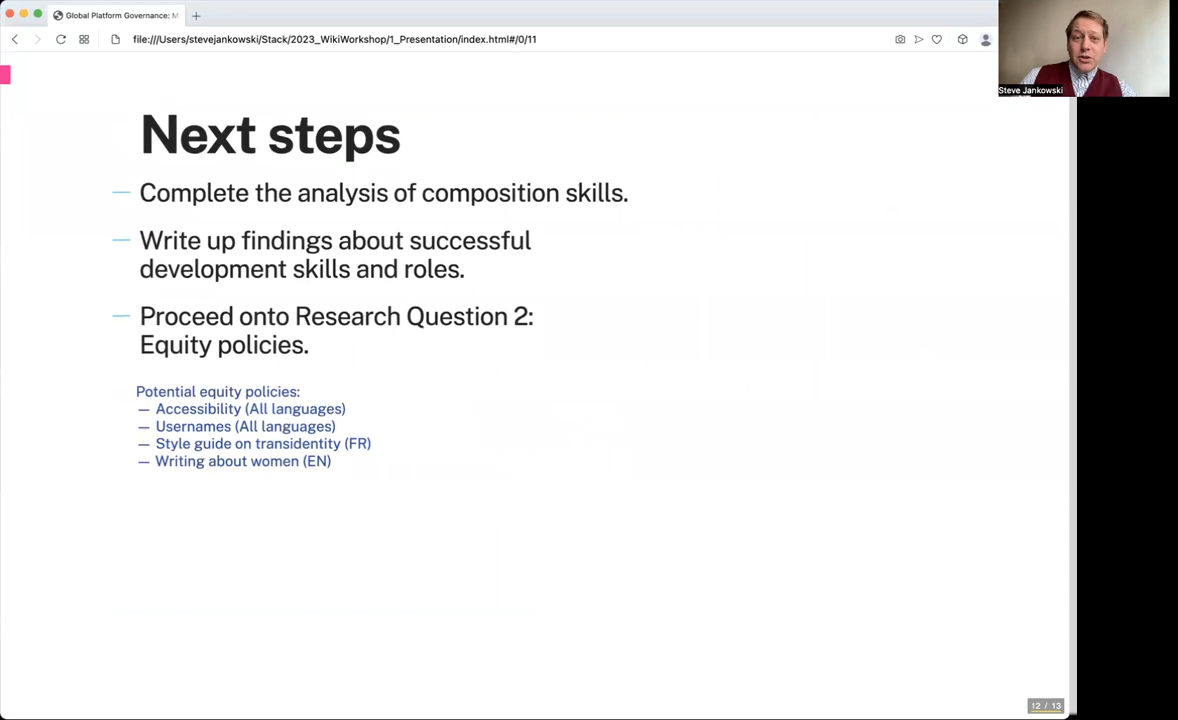 Global Platform Governance: M
file:///Users/stevejankowski/Stack/2023_WikiWorkshop/1_Presentation/index.html#/0/11
Steve Jankowski
Next steps
— Complete the analysis of composition skills.
— Write up findings about successful
development skills and roles.
— Proceed onto Research Question 2:
Equity policies.
Potential equity policies:
— Accessibility (All languages)
— Usernames (All languages)
— Style guide on transidentity (FR)
— Writing about women (EN)
12 / 13